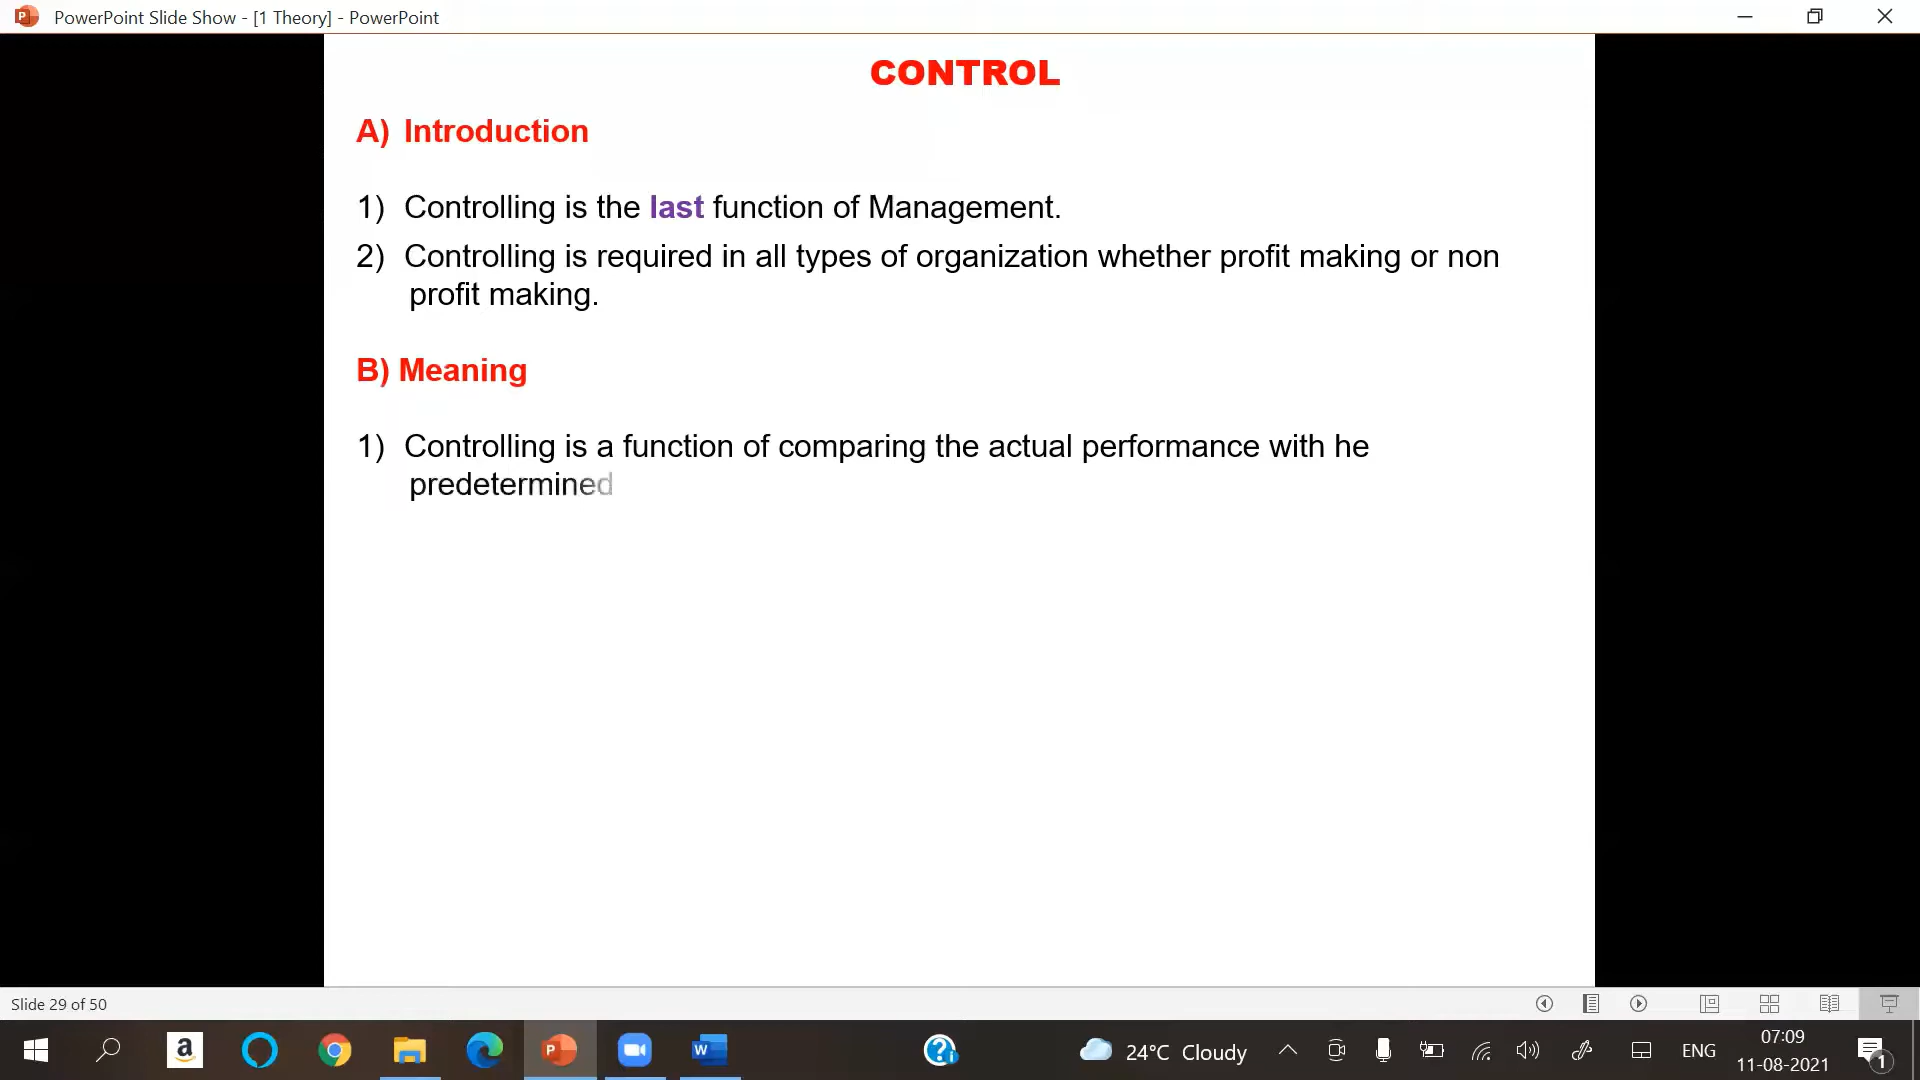 PowerPoint Slide Show - [1 Theory] - PowerPoint
CONTROL
A) Introduction
1) Controlling is the last function of Management.
2) Controlling is required in all types of organization whether profit making or non
profit making.
B) Meaning
1) Controlling is a function of comparing the actual performance with he
predetermined
Slide 29 of 50
24°C Cloudy
ENG
07:09
11-08-2021
1